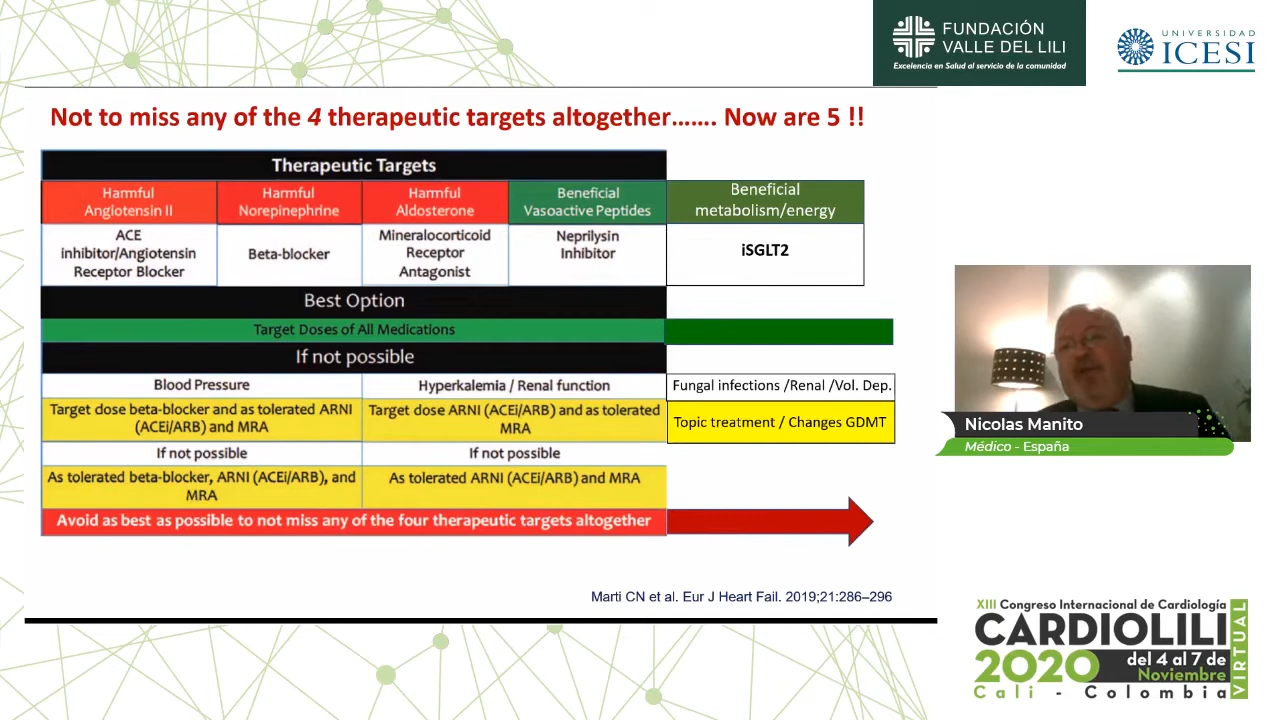 FUNDACIÓN
VALLE DEL LILI
Excelencia en Salud al servicio de la comunidad
UNIVERSIDAD
ICESI
Not to miss any of the 4 therapeutic targets altogether……. Now are 5 !!
Therapeutic Targets
Harmful
Angiotensin II
Harmful
Norepinephrine
Harmful
Aldosterone
Beneficial
Vasoactive Peptides
Beneficial
metabolism/energy
ACE
inhibitor/Angiotensin
Receptor Blocker
Beta-blocker
Mineralocorticoid
Receptor
Antagonist
Neprilysin
Inhibitor
iSGLT2
Best Option
Target Doses of All Medications
If not possible
Blood Pressure
Hyperkalemia / Renal function
Fungal infections /Renal /Vol. Dep.
Target dose beta-blocker and as tolerated ARNI
(ACEi/ARB) and MRA
Target dose ARNI (ACEi/ARB) and as tolerated
MRA
Topic treatment / Changes GDMT
If not possible
If not possible
As tolerated beta-blocker, ARNI (ACEi/ARB), and
MRA
As tolerated ARNI (ACEi/ARB) and MRA
Avoid as best as possible to not miss any of the four therapeutic targets altogether
Marti CN et al. Eur J Heart Fail. 2019;21:286–296
Nicolas Manito
Médico - España
XIII Congreso Internacional de Cardiología
CARDIOLILI
2020
del 4 al 7 de
Noviembre
Cali - Colombia
VIRTUAL